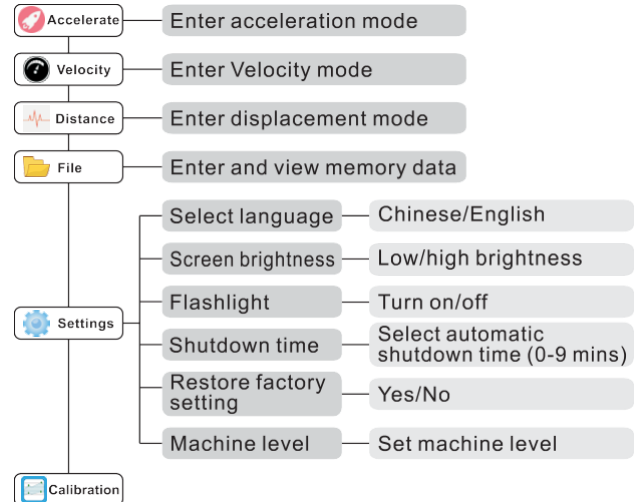 Accelerate
Enter acceleration mode
Velocity
Enter Velocity mode
Distance
Enter displacement mode
File
Enter and view memory data
Settings
Select language
Chinese/English
Screen brightness
Low/high brightness
Flashlight
Turn on/off
Shutdown time
Select automatic
shutdown time (0-9 mins)
Restore factory
setting
Yes/No
Machine level
Set machine level
Calibration